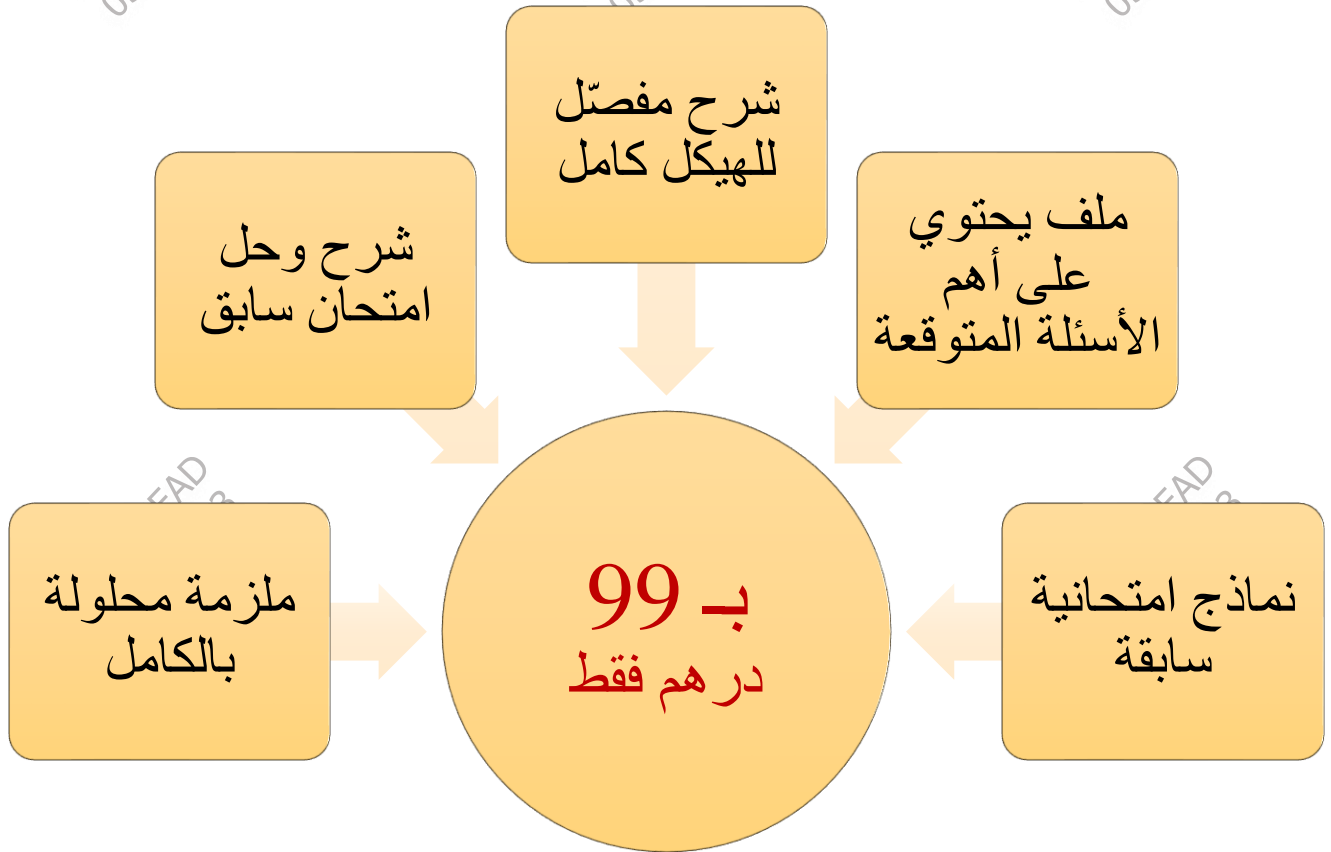 شرح مفصّل
للهيكل كامل
ملف يحتوي
على أهم
الأسئلة المتوقعة
شرح وحل
امتحان سابق
نماذج امتحانية
سابقة
بـ 99
درهم فقط
ملزمة محلولة
بالكامل